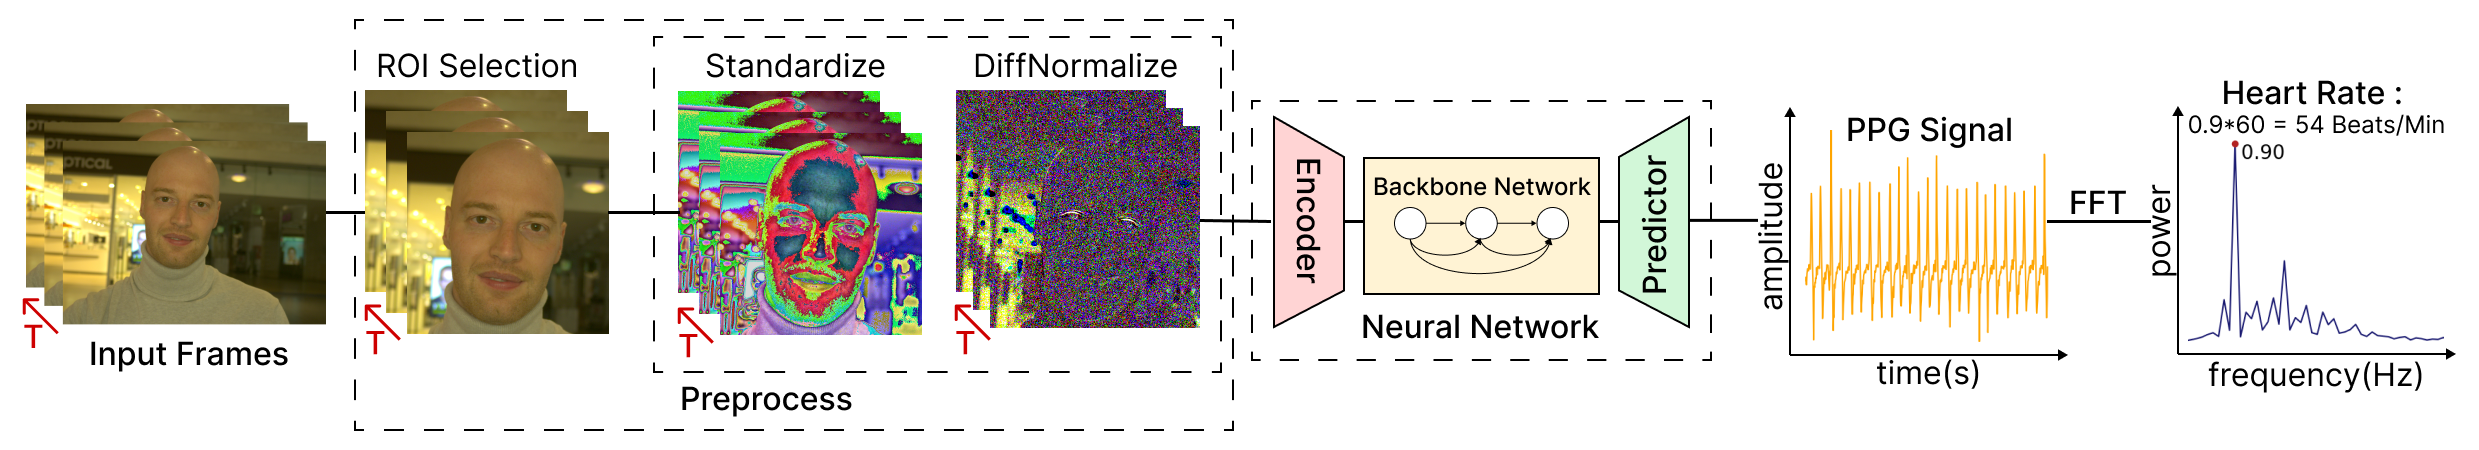 ROI Selection
Standardize
DiffNormalize
OPTICAL
T
Input Frames
T
T
T
Preprocess
Encoder
Backbone Network
Predictor
Neural Network
PPG Signal
amplitude
time(s)
FFT
Heart Rate :
0.9*60 = 54 Beats/Min
0.90
power
frequency(Hz)